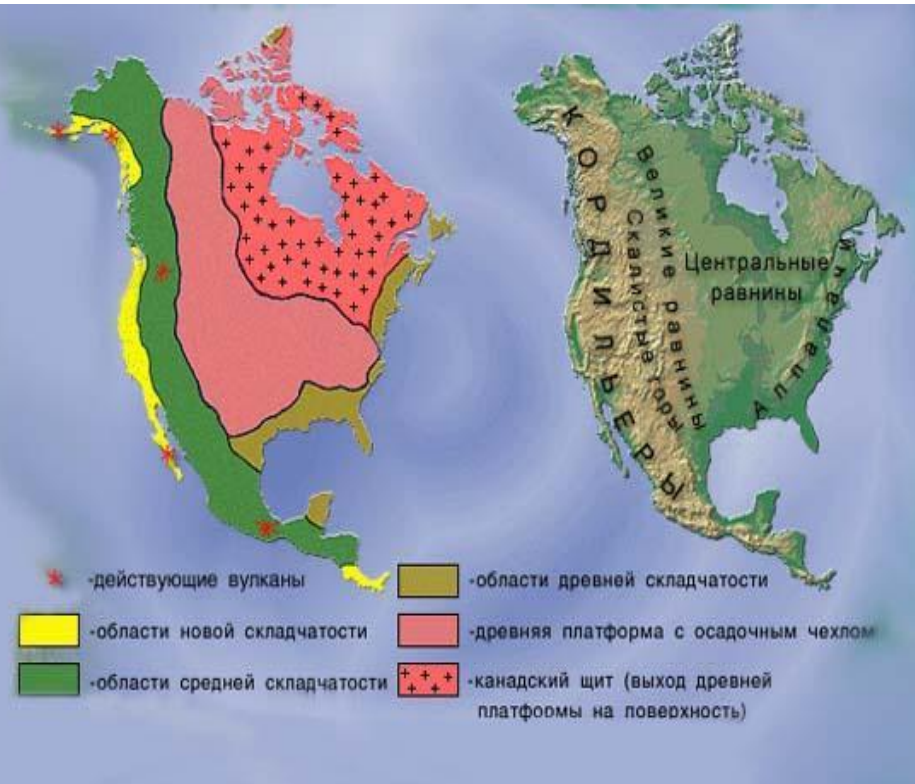 КОРДИЛЬЕРЫ
Великие равнины
Скалистые горы
Центральные
равнины
Аппалачи
-действующие вулканы
-области новой складчатости
-области средней складчатости
-области древней складчатости
-древняя платформа с осадочным чехлом
-канадский щит (выход древней
платформы на поверхность)